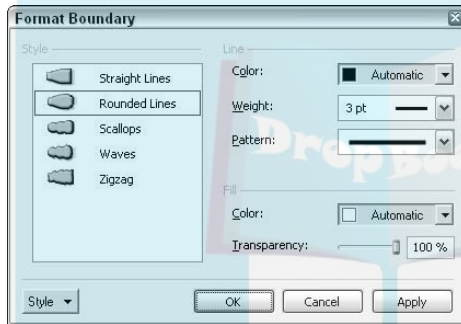 Format Boundary
Style
Straight Lines
Rounded Lines
Scallops
Waves
Zigzag
Line
Color: Automatic
Weight: 3 pt
Pattern:
Fill
Color: Automatic
Transparency: 100 %
Style
OK Cancel Apply